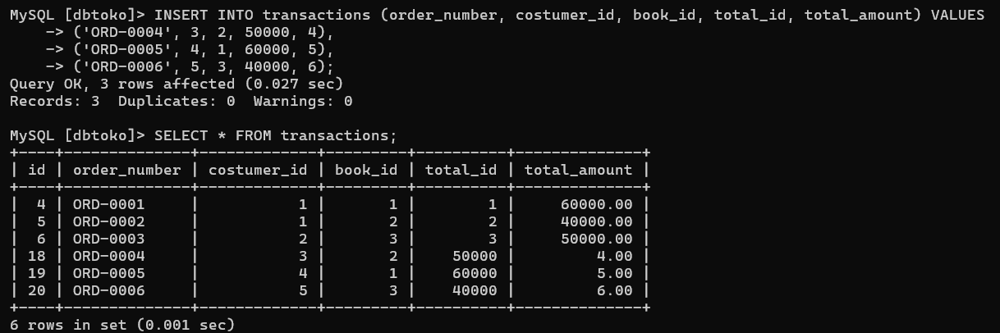 MySQL [dbtoko]> INSERT INTO transactions (order_number, costumer_id, book_id, total_id, total_amount) VALUES
    -> ('ORD-0004', 3, 2, 50000, 4),
    -> ('ORD-0005', 4, 1, 60000, 5),
    -> ('ORD-0006', 5, 3, 40000, 6);
Query OK, 3 rows affected (0.027 sec)
Records: 3  Duplicates: 0  Warnings: 0

MySQL [dbtoko]> SELECT * FROM transactions;
+----+--------------+-------------+---------+----------+--------------+
| id | order_number | costumer_id | book_id | total_id | total_amount |
+----+--------------+-------------+---------+----------+--------------+
|  4 | ORD-0001     |           1 |       1 |        1 |     60000.00 |
|  5 | ORD-0002     |           1 |       2 |        2 |     40000.00 |
|  6 | ORD-0003     |           2 |       3 |        3 |     50000.00 |
| 18 | ORD-0004     |           3 |       2 |    50000 |         4.00 |
| 19 | ORD-0005     |           4 |       1 |    60000 |         5.00 |
| 20 | ORD-0006     |           5 |       3 |    40000 |         6.00 |
+----+--------------+-------------+---------+----------+--------------+
6 rows in set (0.001 sec)